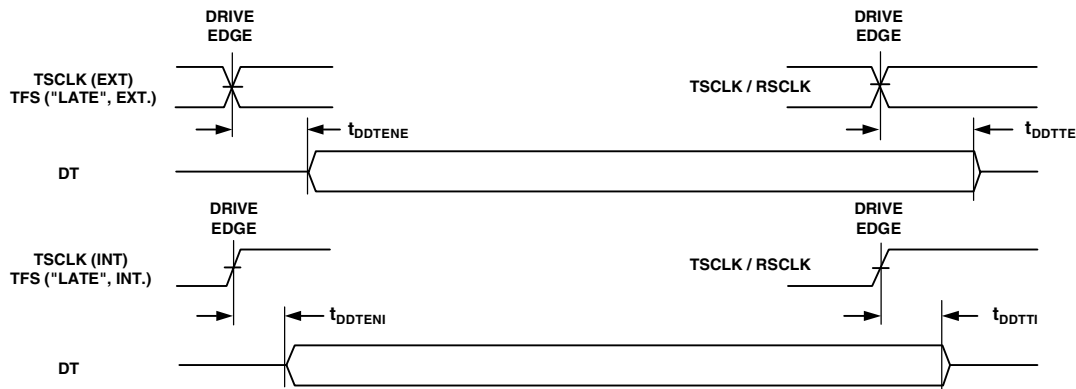 DRIVE
EDGE
DRIVE
EDGE
TSCLK (EXT)
TFS ("LATE", EXT.)
TSCLK / RSCLK
tDDTENE
tDDTTE
DT
DRIVE
EDGE
DRIVE
EDGE
TSCLK (INT)
TFS ("LATE", INT.)
TSCLK / RSCLK
tDDTENI
tDDTTI
DT